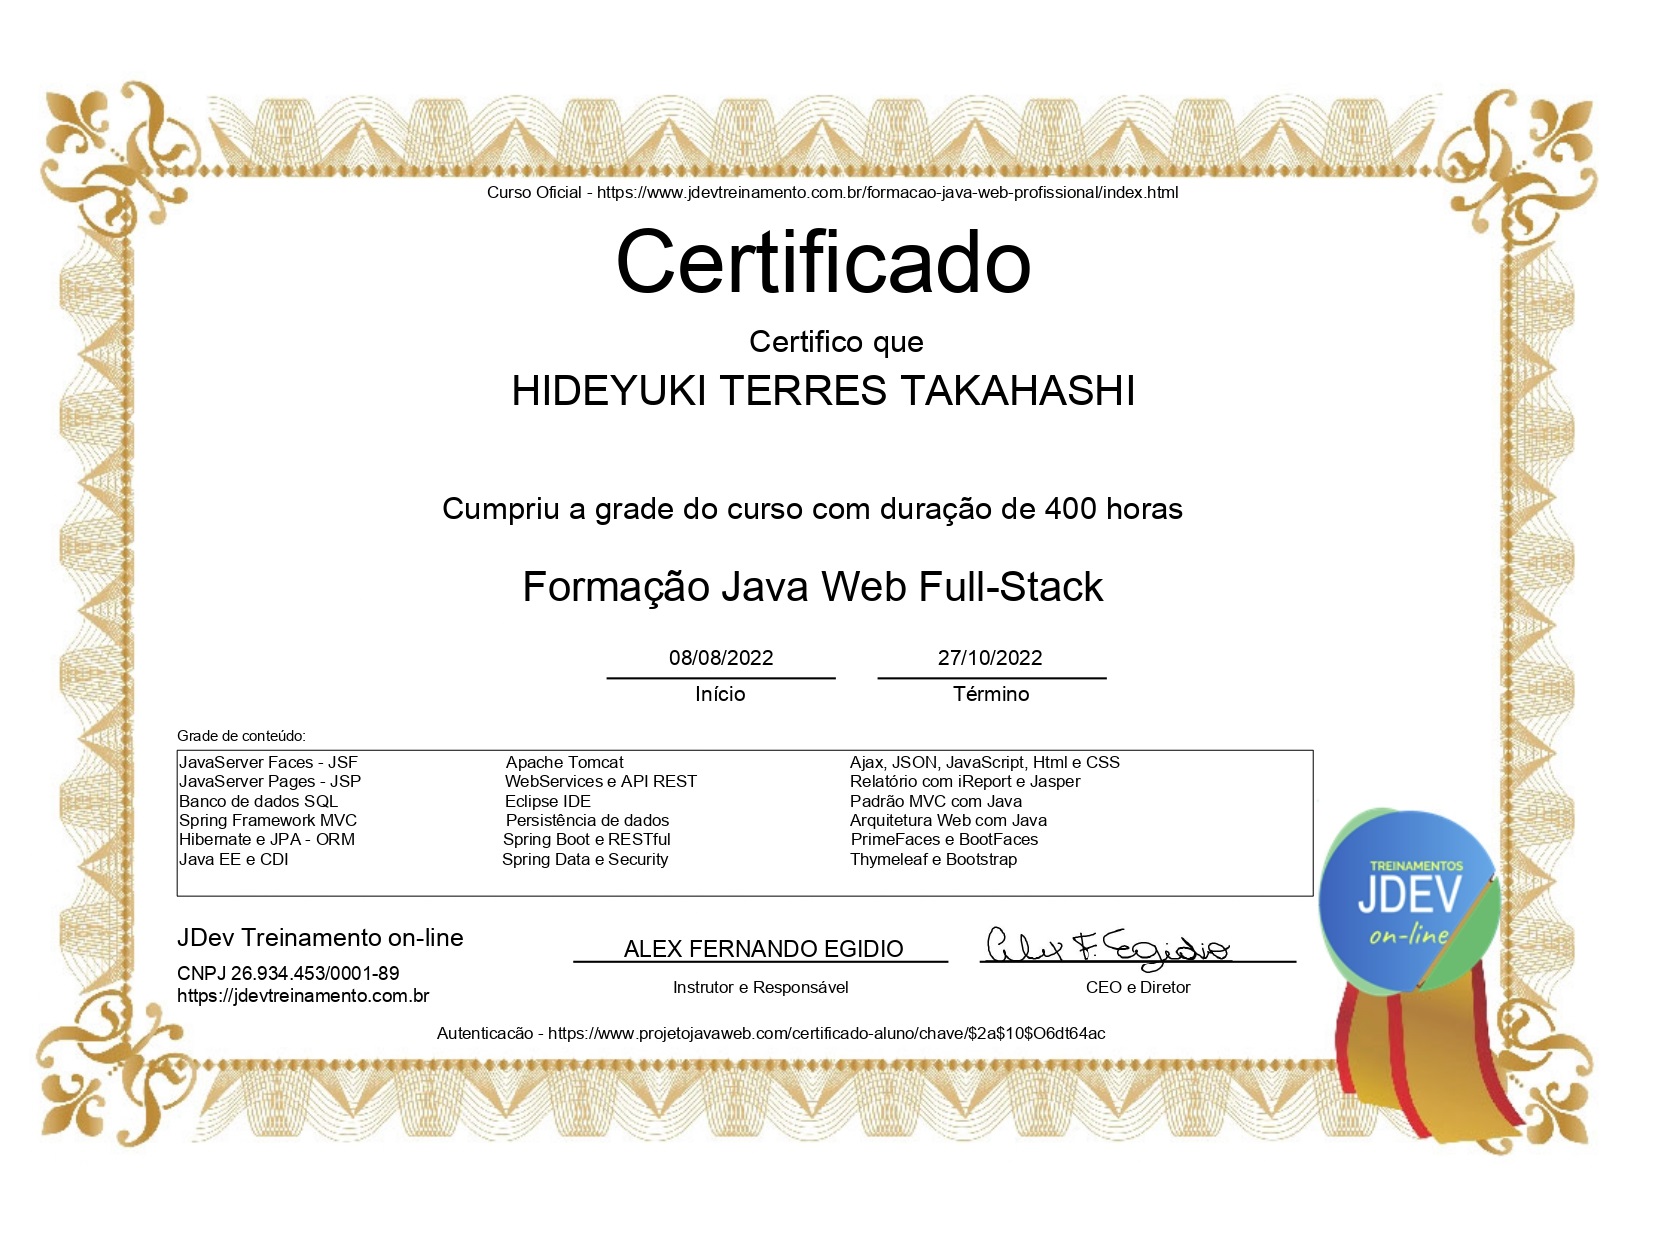 Curso Oficial - https://www.jdevtreinamento.com.br/formacao-java-web-profissional/index.html
Certificado
Certifico que
HIDEYUKI TERRES TAKAHASHI
Cumpriu a grade do curso com duração de 400 horas
Formação Java Web Full-Stack
08/08/2022 27/10/2022
Início Término
Grade de conteúdo:
JavaServer Faces - JSF Apache Tomcat Ajax, JSON, JavaScript, Html e CSS
JavaServer Pages - JSP WebServices e API REST Relatório com iReport e Jasper
Banco de dados SQL Eclipse IDE Padrão MVC com Java
Spring Framework MVC Persistência de dados Arquitetura Web com Java
Hibernate e JPA - ORM Spring Boot e RESTful PrimeFaces e BootFaces
Java EE e CDI Spring Data e Security Thymeleaf e Bootstrap
TREINAMENTOS
JDEV
on-line
JDev Treinamento on-line
ALEX FERNANDO EGIDIO Alex F. Egidio
CNPJ 26.934.453/0001-89
Instrutor e Responsável CEO e Diretor
https://jdevtreinamento.com.br
Autenticacão - https://www.projetojavaweb.com/certificado-aluno/chave/$2a$10$O6dt64ac